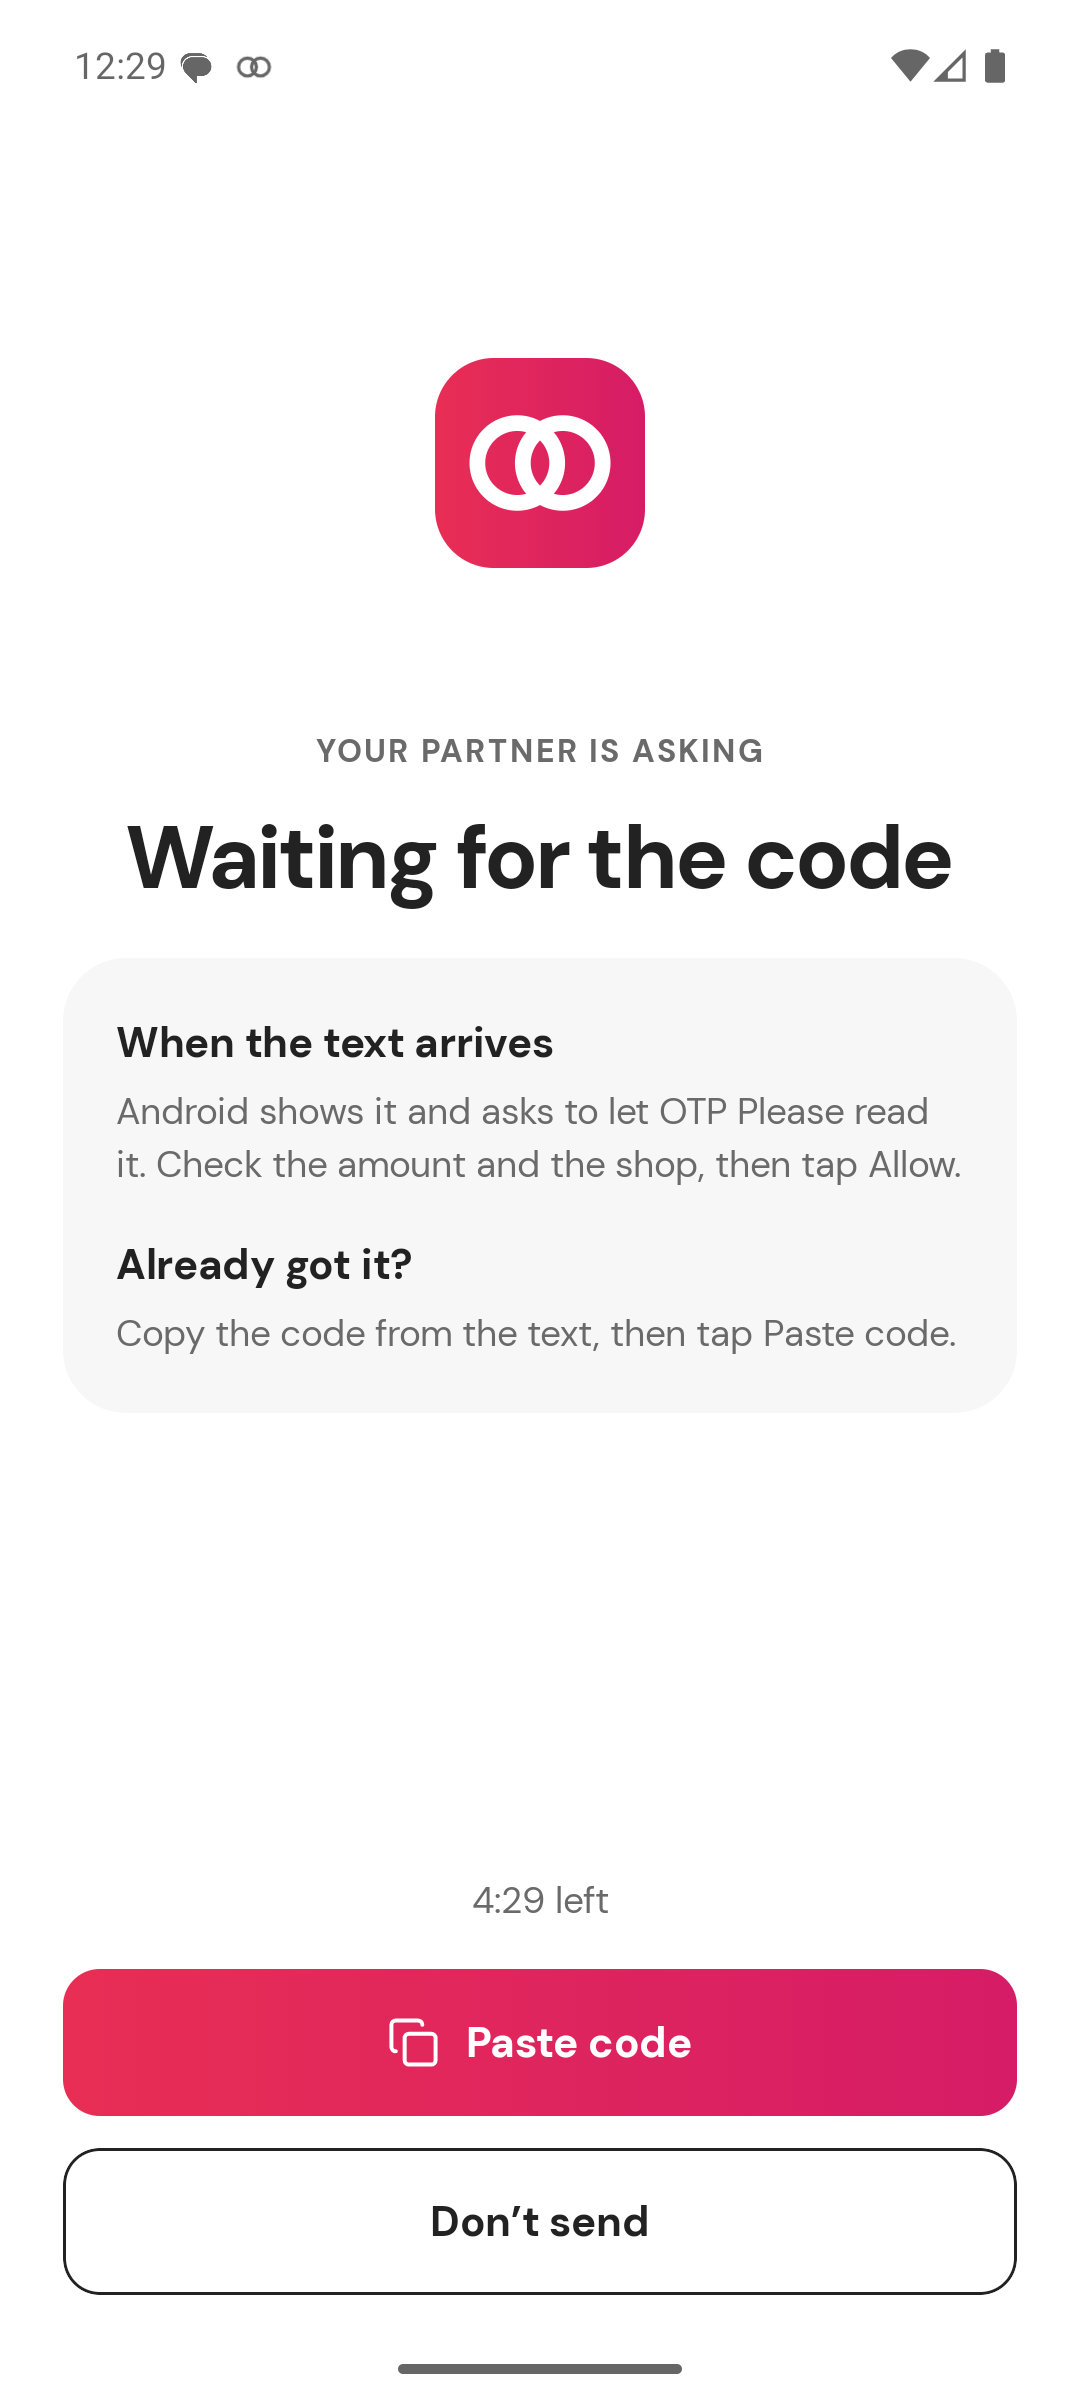 12:29
YOUR PARTNER IS ASKING
Waiting for the code
When the text arrives
Android shows it and asks to let OTP Please read
it. Check the amount and the shop, then tap Allow.
Already got it?
Copy the code from the text, then tap Paste code.
4:29 left
Paste code
Don’t send